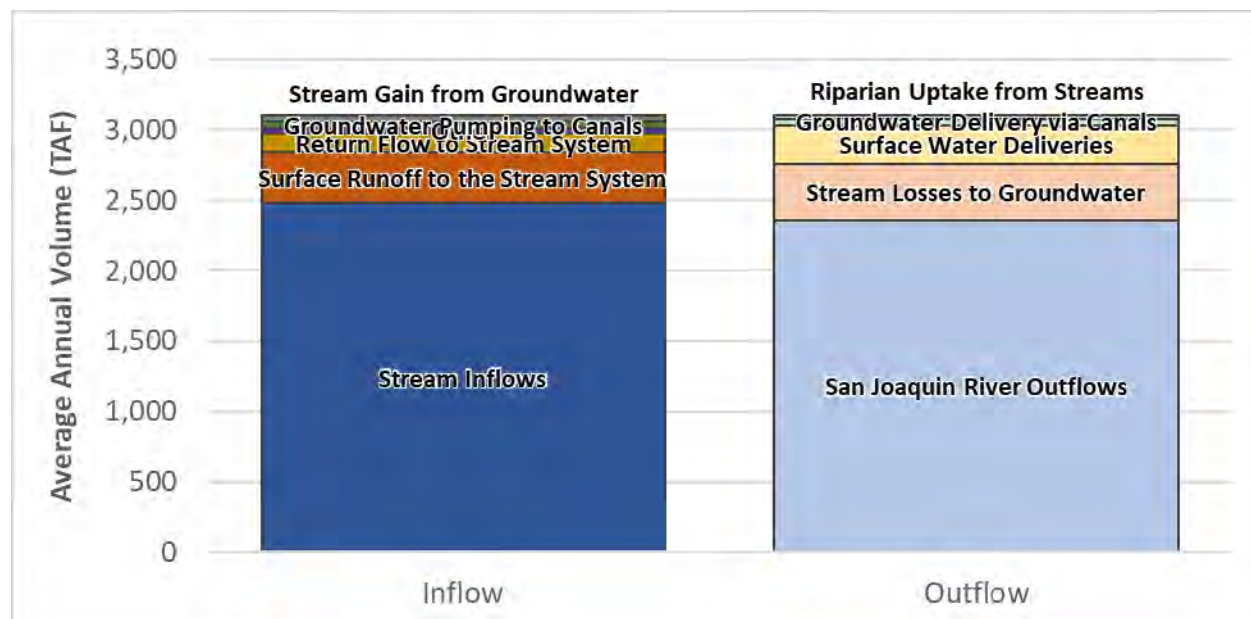 Average Annual Volume (TAF)
3,500
3,000
2,500
2,000
1,500
1,000
500
0
Stream Gain from Groundwater
Groundwater Pumping to Canals
Return Flow to Stream System
Surface Runoff to the Stream System
Stream Inflows
Riparian Uptake from Streams
Groundwater Delivery via Canals
Surface Water Deliveries
Stream Losses to Groundwater
San Joaquin River Outflows
Inflow
Outflow